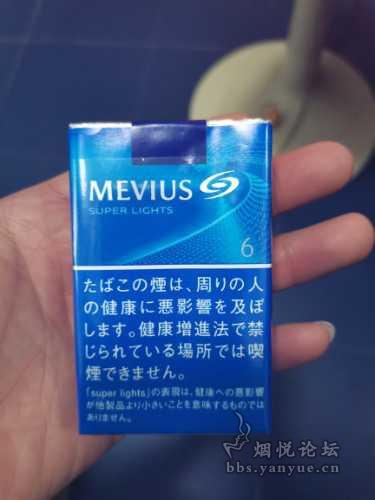 MEVIUS
SUPER LIGHTS
6
たばこの煙は、周りの人
の健康に悪影響を及ぼ
します。健康増進法で禁
じられている場所では喫
煙できません。
「super lights」の表現は、健康への悪影響
が他製品より小さいことを意味するものでは
ありません。
烟悦论坛
bbs.yanyue.cn